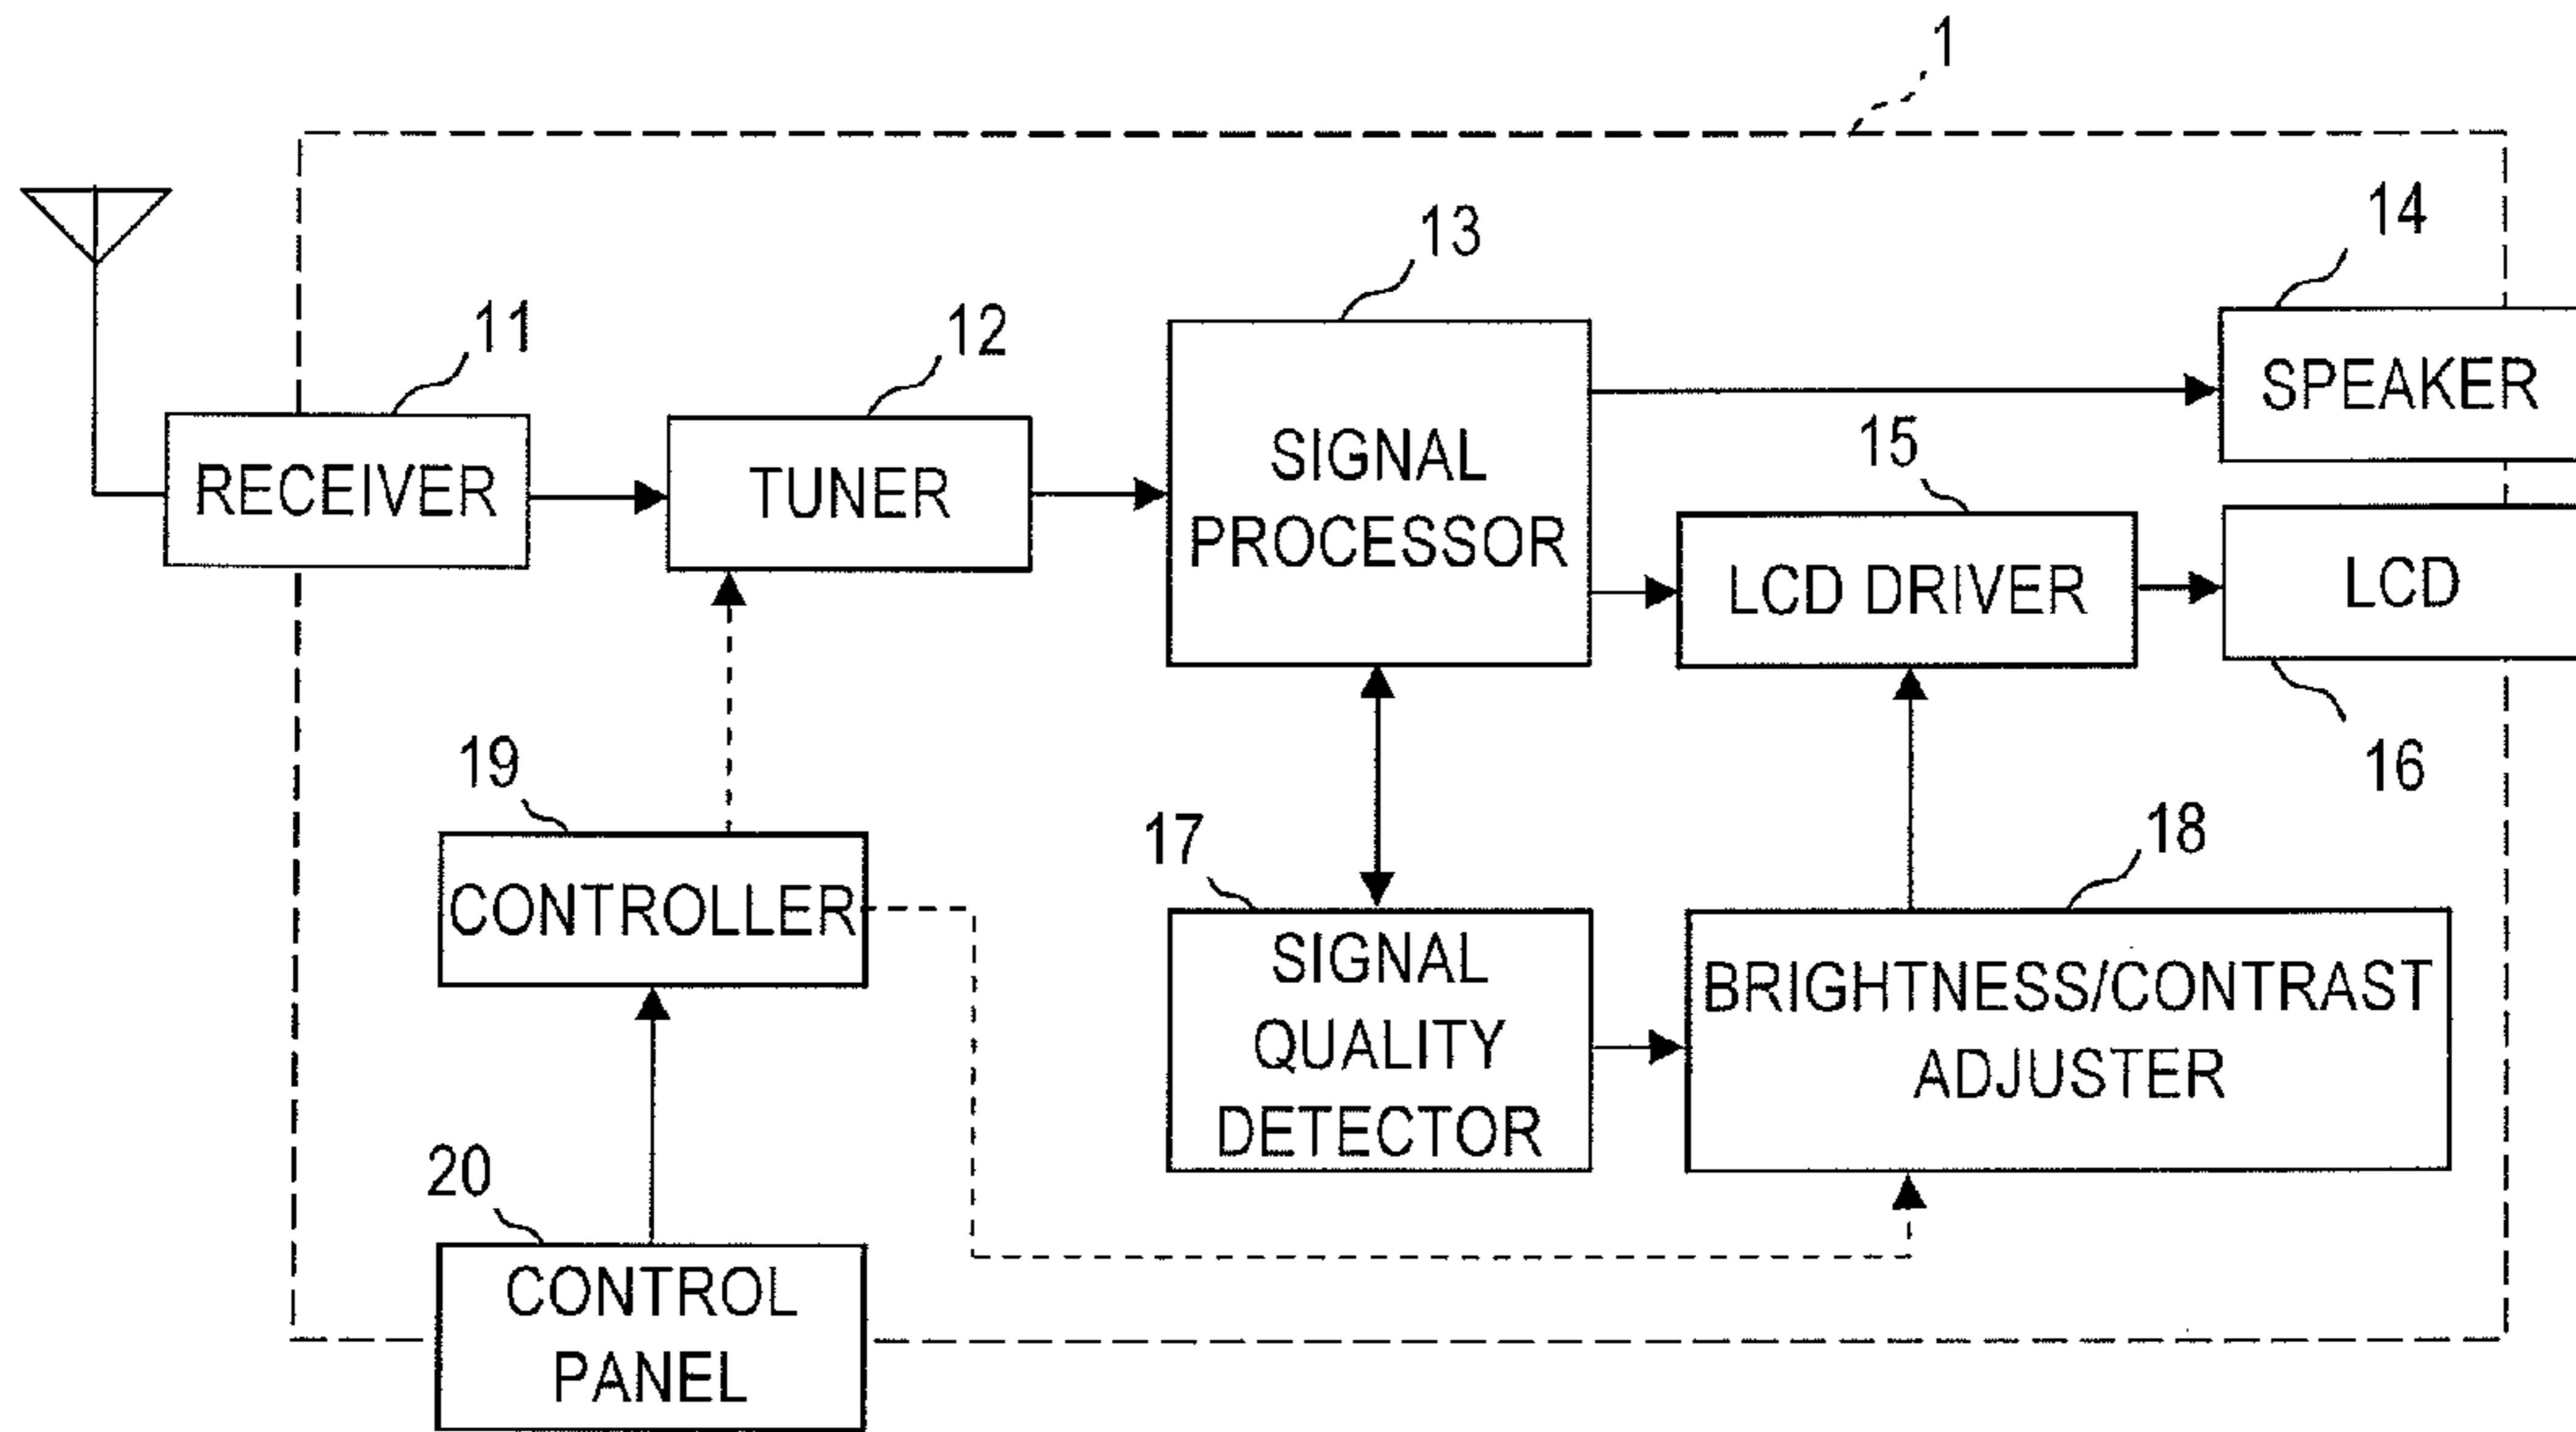 1
13
14
11
12
SPEAKER
15
RECEIVER
TUNER
SIGNAL
PROCESSOR
LCD DRIVER
LCD
19
16
17
18
CONTROLLER
SIGNAL
QUALITY
DETECTOR
BRIGHTNESS/CONTRAST
ADJUSTER
20
CONTROL
PANEL